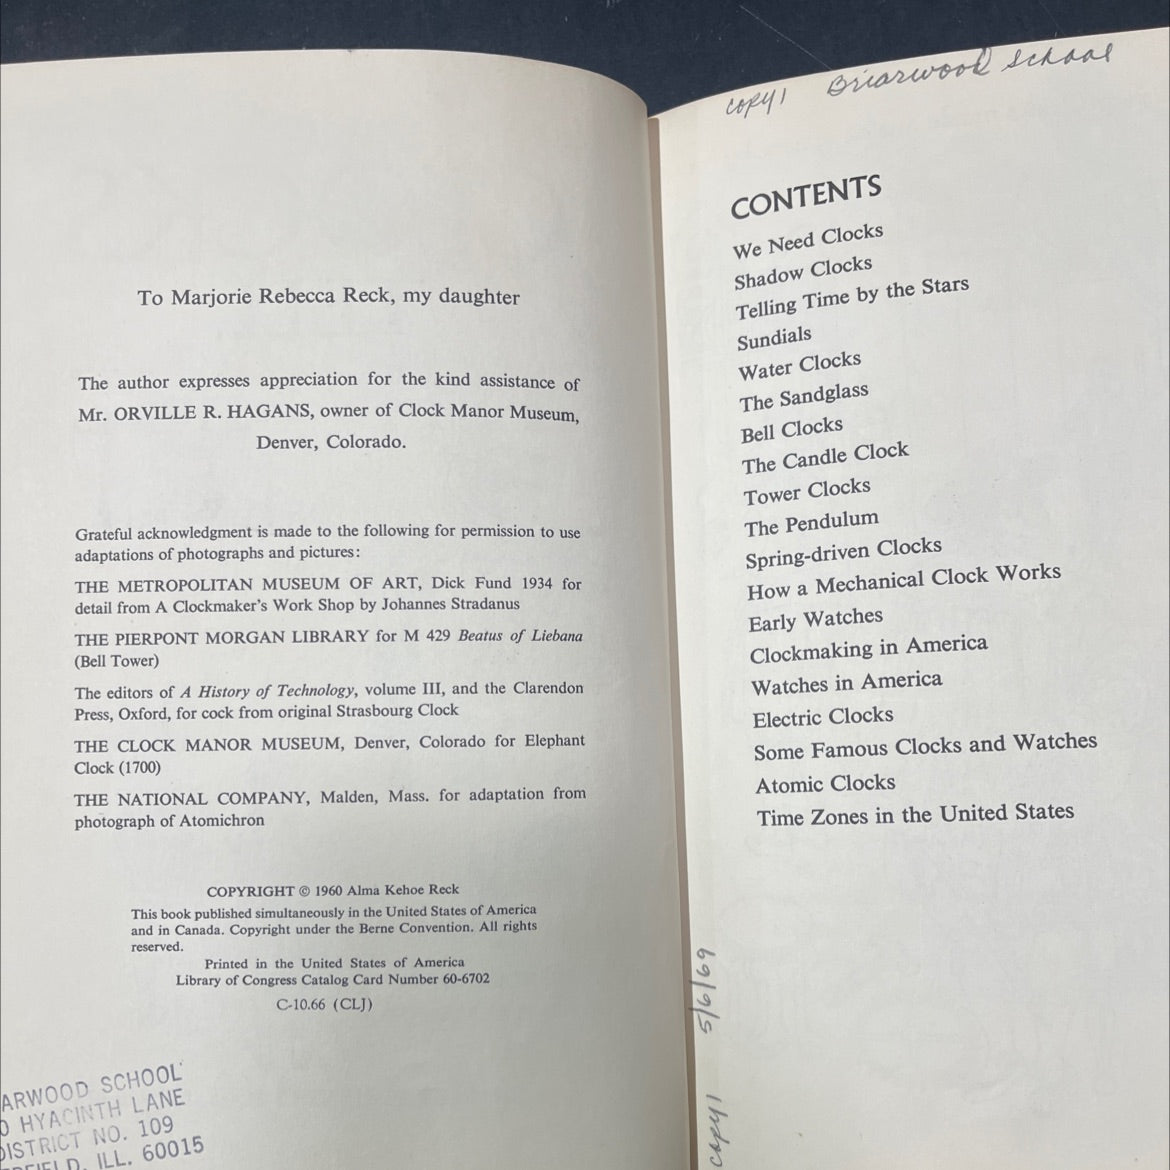 To Marjorie Rebecca Reck, my daughter
The author expresses appreciation for the kind assistance of
Mr. ORVILLE R. HAGANS, owner of Clock Manor Museum,
Denver, Colorado.
Grateful acknowledgment is made to the following for permission to use
adaptations of photographs and pictures:
THE METROPOLITAN MUSEUM OF ART, Dick Fund 1934 for
detail from A Clockmaker's Work Shop by Johannes Stradanus
THE PIERPONT MORGAN LIBRARY for M 429 Beatus of Liebana
(Bell Tower)
The editors of A History of Technology, volume III, and the Clarendon
Press, Oxford, for cock from original Strasbourg Clock
THE CLOCK MANOR MUSEUM, Denver, Colorado for Elephant
Clock (1700)
THE NATIONAL COMPANY, Malden, Mass. for adaptation from
photograph of Atomichron
COPYRIGHT © 1960 Alma Kehoe Reck
This book published simultaneously in the United States of America
and in Canada. Copyright under the Berne Convention. All rights
reserved.
Printed in the United States of America
Library of Congress Catalog Card Number 60-6702
C-10.66 (CLJ)
ARWOOD SCHOOL
0 HYACINTH LANE
DISTRICT NO. 109
RFIELD, ILL. 60015
copy 1 Briarwood School
CONTENTS
We Need Clocks
Shadow Clocks
Telling Time by the Stars
Sundials
Water Clocks
The Sandglass
Bell Clocks
The Candle Clock
Tower Clocks
The Pendulum
Spring-driven Clocks
How a Mechanical Clock Works
Early Watches
Clockmaking in America
Watches in America
Electric Clocks
Some Famous Clocks and Watches
Atomic Clocks
Time Zones in the United States
copy 1 5/6/69